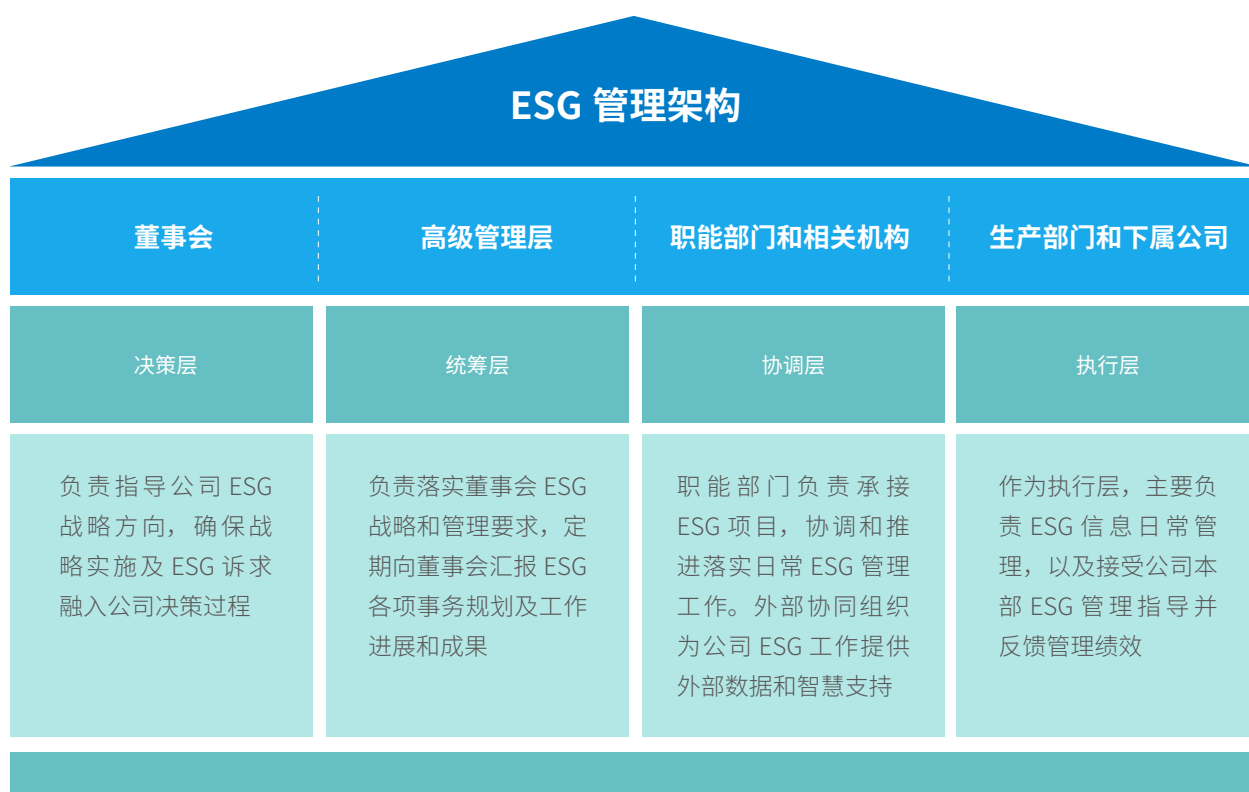 ESG 管理架构
董事会
高级管理层
职能部门和相关机构
生产部门和下属公司
决策层
统筹层
协调层
执行层
负责指导公司 ESG
战略方向，确保战
略实施及 ESG 诉求
融入公司决策过程
负责落实董事会 ESG
战略和管理要求，定
期向董事会汇报 ESG
各项事务规划及工作
进展和成果
职能部门负责承接
ESG 项目，协调和推
进落实日常 ESG 管理
工作。外部协同组织
为公司 ESG 工作提供
外部数据和智慧支持
作为执行层，主要负
责 ESG 信息日常管
理，以及接受公司本
部 ESG 管理指导并
反馈管理绩效